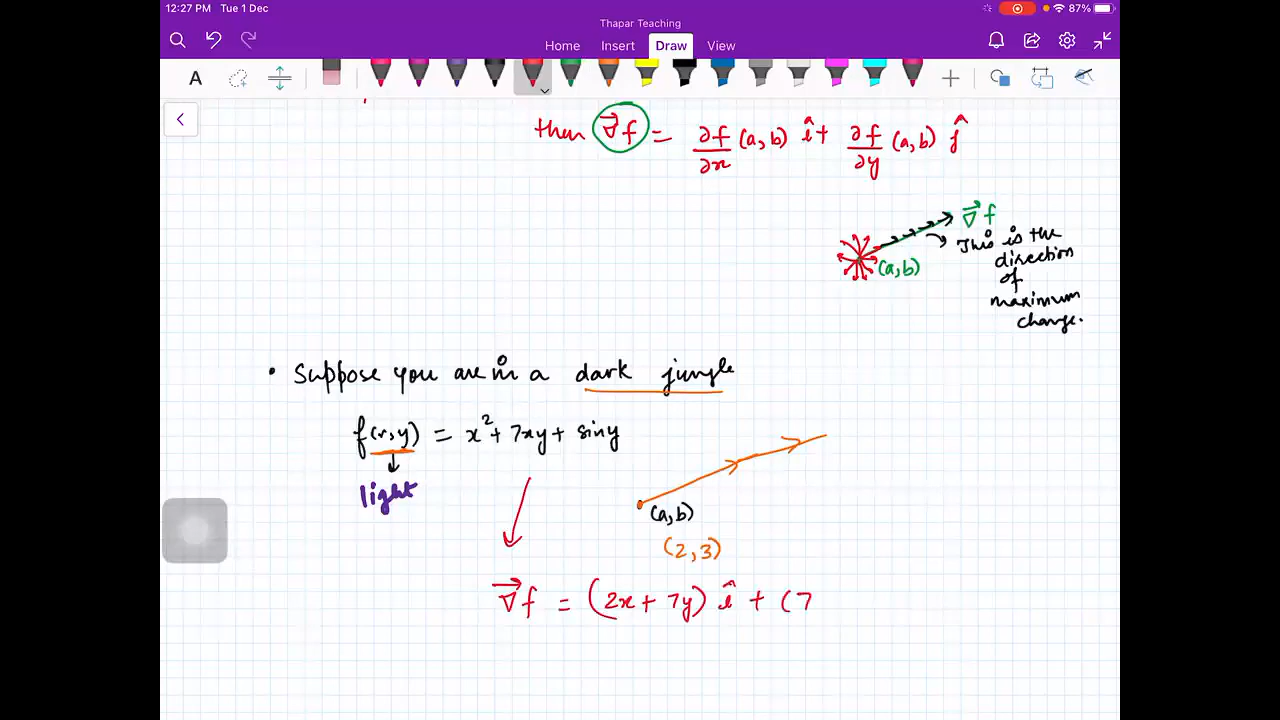 12:27 PM Tue 1 Dec
87%
Thapar Teaching
Home Insert Draw View
A
then ∇⃗f = ∂f/∂x (a,b) î + ∂f/∂y (a,b) ĵ
∇⃗f
(a,b)
This is the
direction
of
maximum
change.
• Suppose you are in a dark jungle
f(x,y) = x² + 7xy + siny
light
(a,b)
(2,3)
∇⃗f = (2x + 7y) î + (7